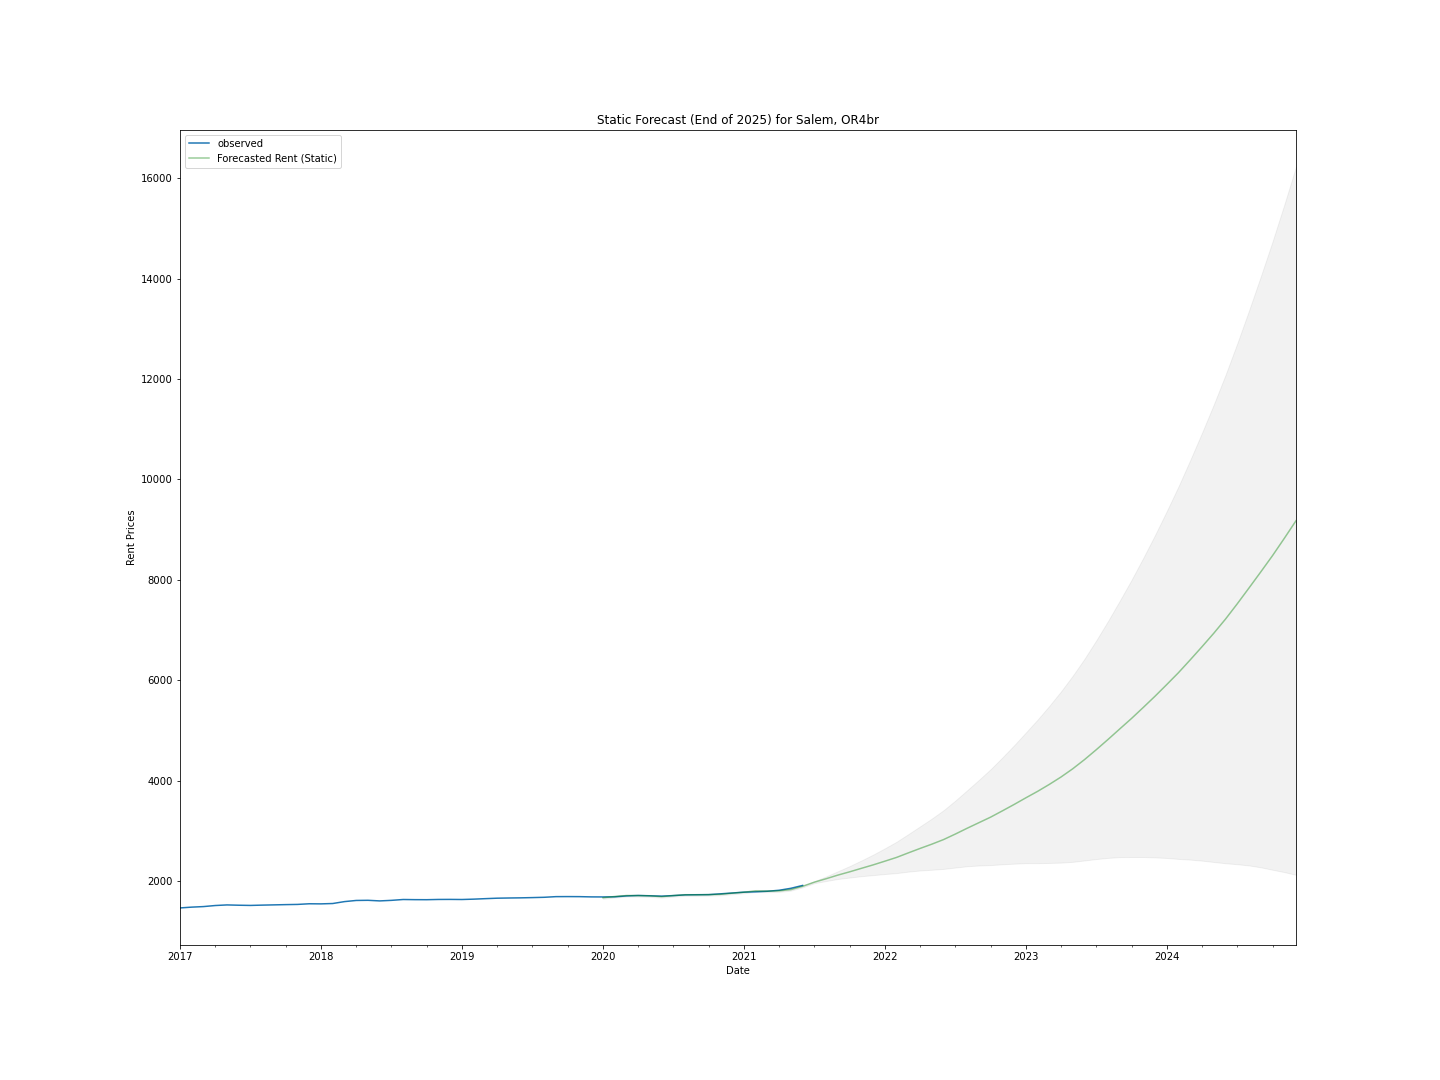 Static Forecast (End of 2025) for Salem, OR4br
observed
Forecasted Rent (Static)
16000
14000
12000
10000
8000
6000
4000
2000
Rent Prices
2017 2018 2019 2020 2021 2022 2023 2024
Date